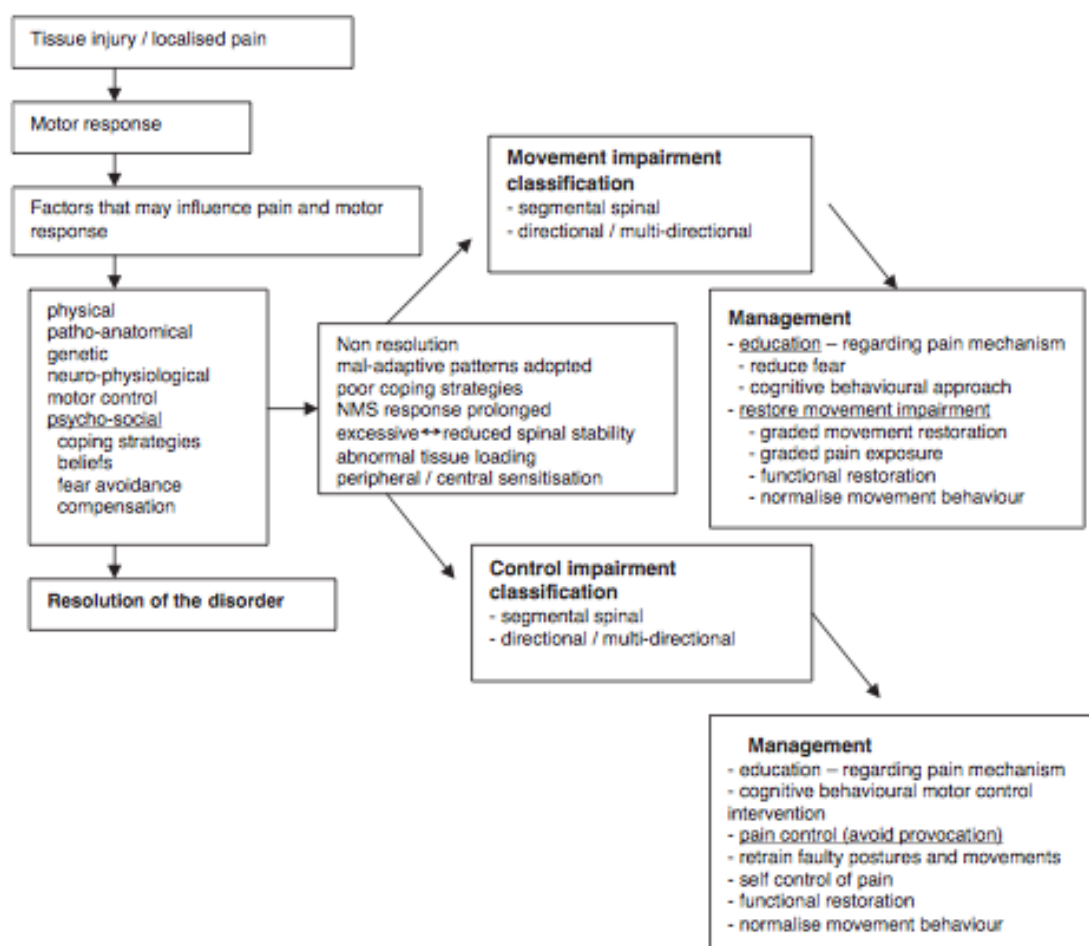 Tissue injury / localised pain
Motor response
Factors that may influence pain and motor
response
physical
patho-anatomical
genetic
neuro-physiological
motor control
psycho-social
coping strategies
beliefs
fear avoidance
compensation
Resolution of the disorder
Non resolution
mal-adaptive patterns adopted
poor coping strategies
NMS response prolonged
excessive↔reduced spinal stability
abnormal tissue loading
peripheral / central sensitisation
Movement impairment
classification
- segmental spinal
- directional / multi-directional
Management
- education – regarding pain mechanism
- reduce fear
- cognitive behavioural approach
- restore movement impairment
- graded movement restoration
- graded pain exposure
- functional restoration
- normalise movement behaviour
Control impairment
classification
- segmental spinal
- directional / multi-directional
Management
- education – regarding pain mechanism
- cognitive behavioural motor control
intervention
- pain control (avoid provocation)
- retrain faulty postures and movements
- self control of pain
- functional restoration
- normalise movement behaviour